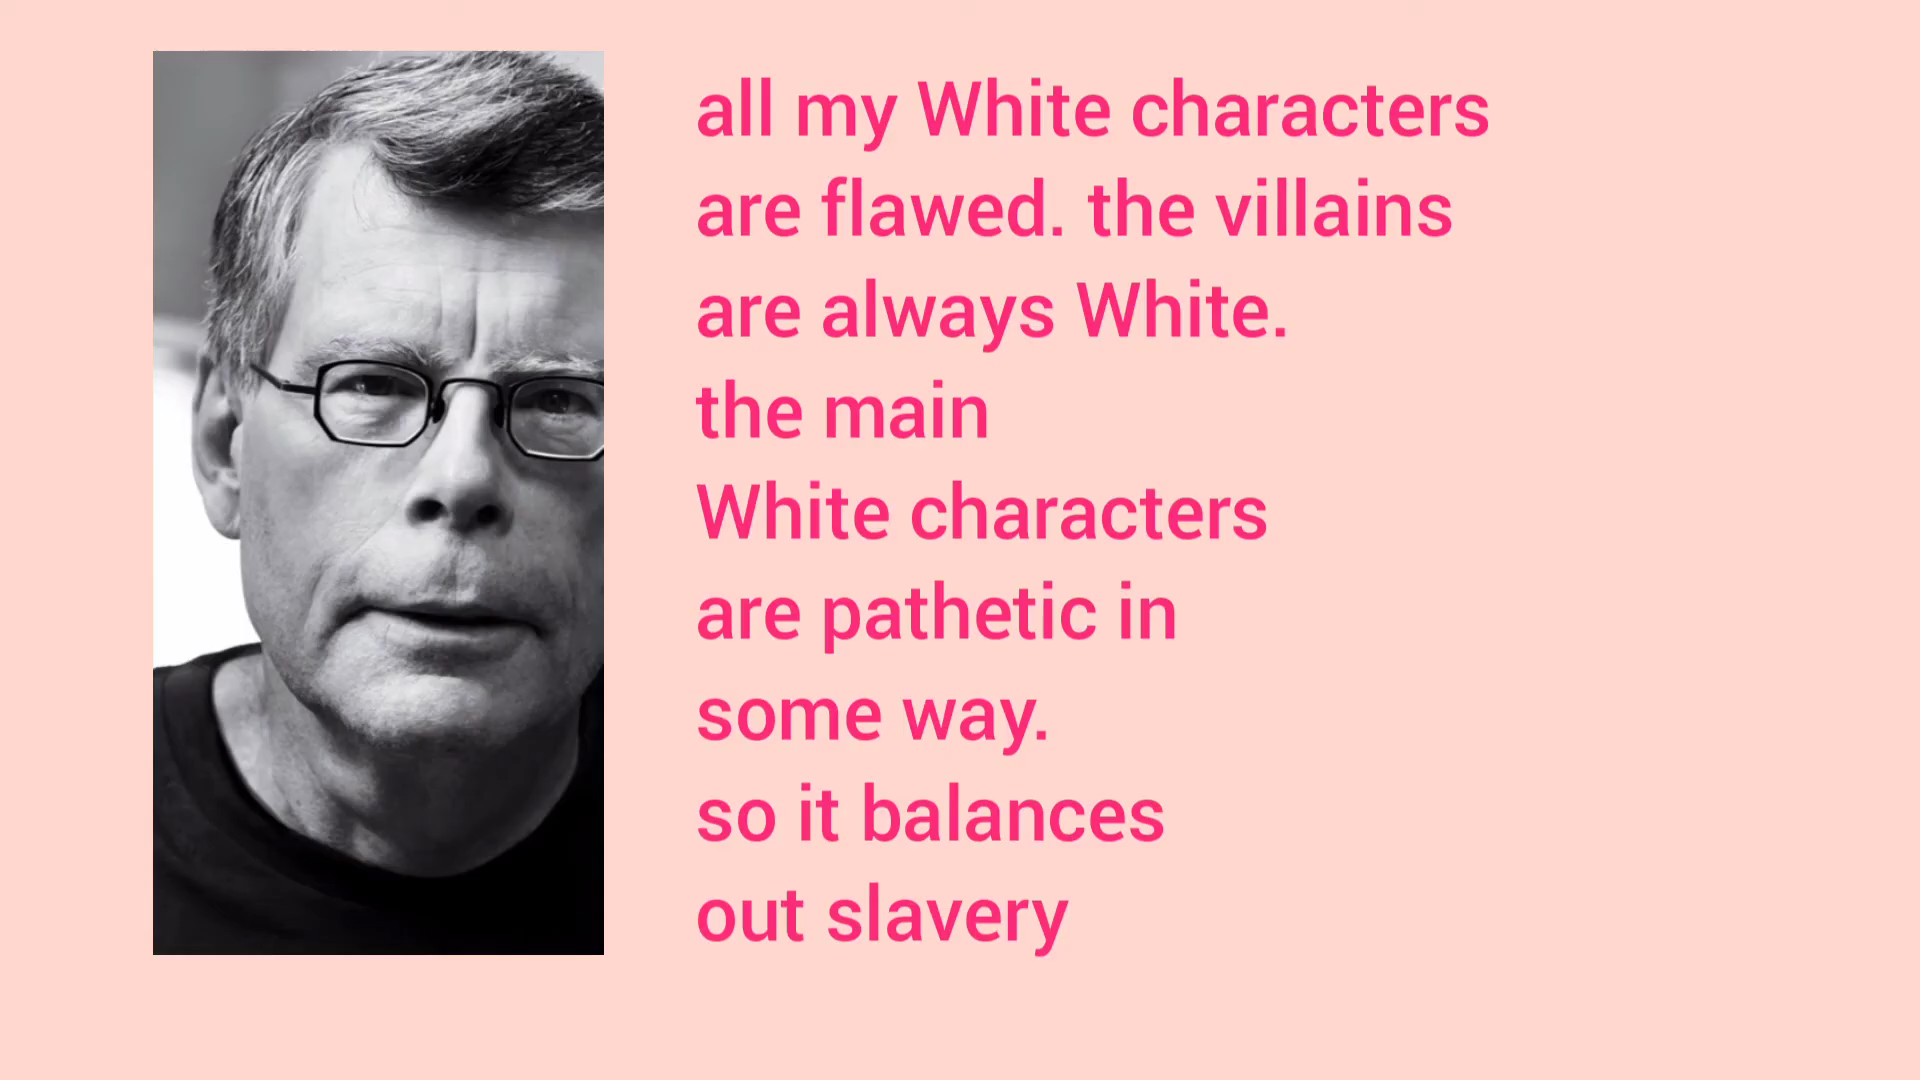 all my White characters
are flawed. the villains
are always White.
the main
White characters
are pathetic in
some way.
so it balances
out slavery